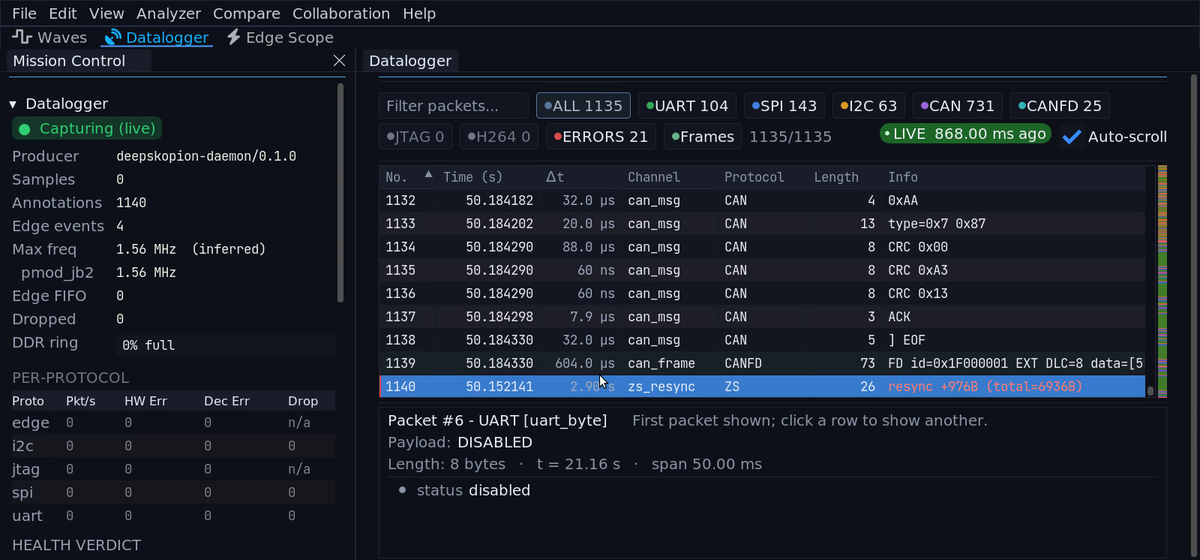 File Edit View Analyzer Compare Collaboration Help
Waves Datalogger Edge Scope
Mission Control
Datalogger
Capturing (live)
Producer deepskopion-daemon/0.1.0
Samples 0
Annotations 1140
Edge events 4
Max freq 1.56 MHz (inferred)
pmod_jb2 1.56 MHz
Edge FIFO 0
Dropped 0
DDR ring 0% full
PER-PROTOCOL
Proto Pkt/s HW Err Dec Err Drop
edge 0 0 0 n/a
i2c 0 0 0 0
jtag 0 0 0 n/a
spi 0 0 0 0
uart 0 0 0 0
HEALTH VERDICT
Datalogger
Filter packets... ALL 1135 UART 104 SPI 143 I2C 63 CAN 731 CANFD 25
JTAG 0 H264 0 ERRORS 21 Frames 1135/1135 LIVE 868.00 ms ago Auto-scroll
No. Time (s) Δt Channel Protocol Length Info
1132 50.184182 32.0 µs can_msg CAN 4 0xAA
1133 50.184202 20.0 µs can_msg CAN 13 type=0x7 0x87
1134 50.184290 88.0 µs can_msg CAN 8 CRC 0x00
1135 50.184290 60 ns can_msg CAN 8 CRC 0xA3
1136 50.184290 60 ns can_msg CAN 8 CRC 0x13
1137 50.184298 7.9 µs can_msg CAN 3 ACK
1138 50.184330 32.0 µs can_msg CAN 5 ] EOF
1139 50.184330 604.0 µs can_frame CANFD 73 FD id=0x1F000001 EXT DLC=8 data=[5
1140 50.152141 s zs_resync ZS 26 resync +976B (total=6936B)
Packet #6 - UART [uart_byte] First packet shown; click a row to show another.
Payload: DISABLED
Length: 8 bytes · t = 21.16 s · span 50.00 ms
status disabled